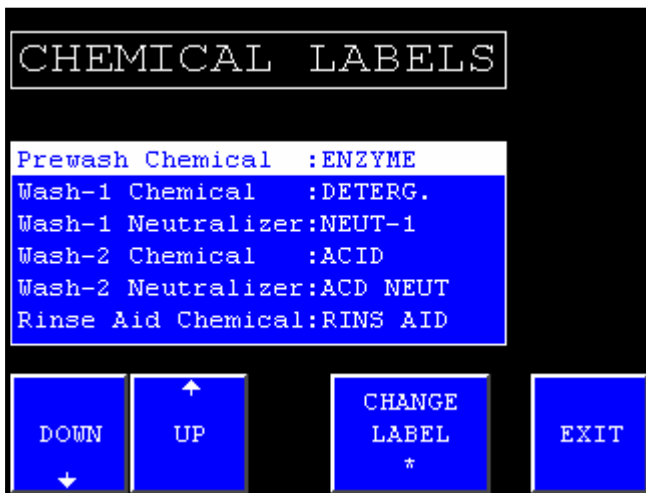 CHEMICAL LABELS
Prewash Chemical :ENZYME
Wash-1 Chemical :DETERG.
Wash-1 Neutralizer:NEUT-1
Wash-2 Chemical :ACID
Wash-2 Neutralizer:ACD NEUT
Rinse Aid Chemical:RINS AID
DOWN
UP
CHANGE
LABEL
*
EXIT